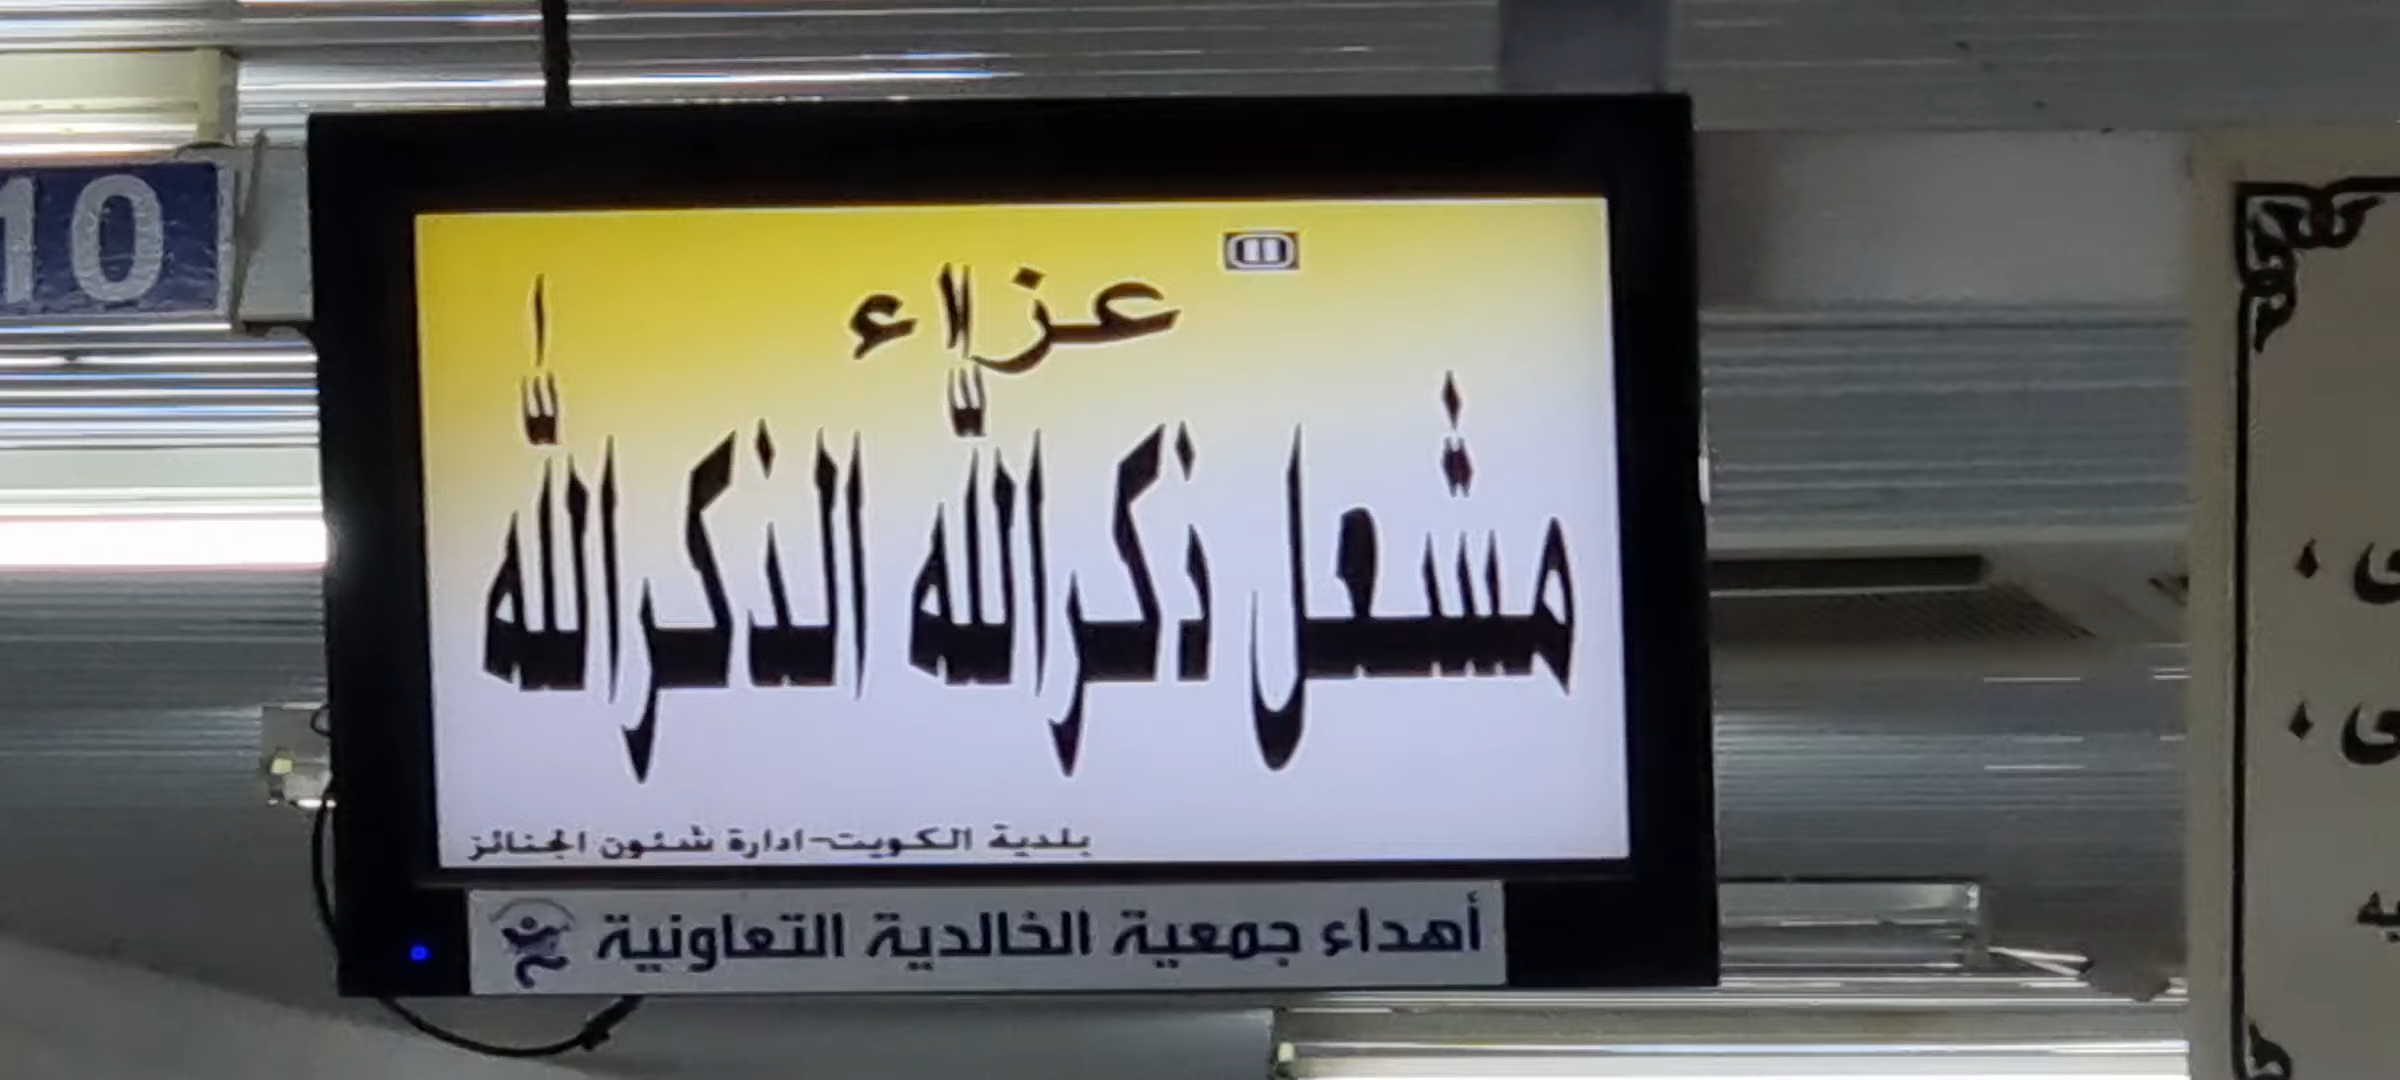 10
عزاء
مشعل ذكرالله الذكرالله
بلدية الكويت-ادارة شئون الجنائز
أهداء جمعية الخالدية التعاونية